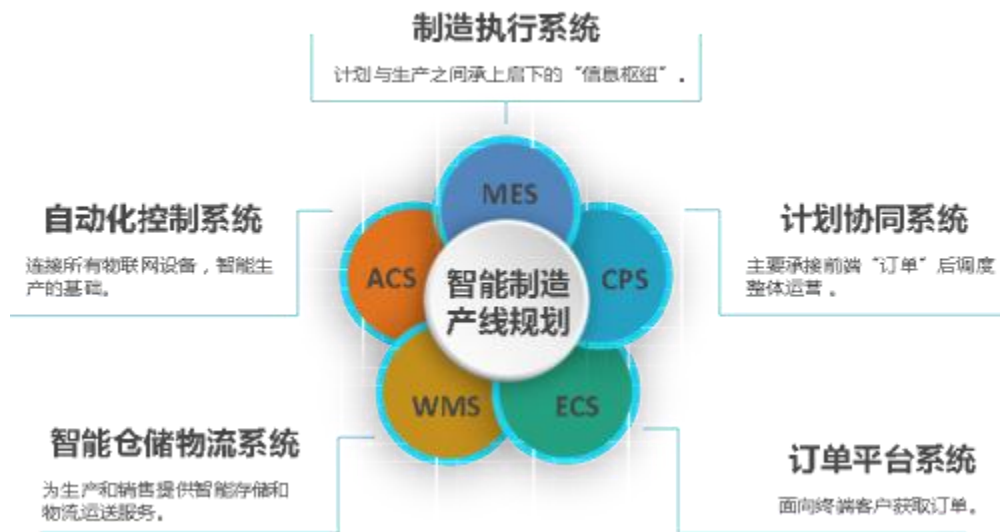 制造执行系统
计划与生产之间承上启下的“信息枢纽”。
MES
自动化控制系统
连接所有物联网设备，智能生
产的基础。
ACS
智能制造
产线规划
CPS
计划协同系统
主要承接前端“订单”后调度
整体运营。
WMS
ECS
智能仓储物流系统
为生产和销售提供智能存储和
物流运送服务。
订单平台系统
面向终端客户获取订单。